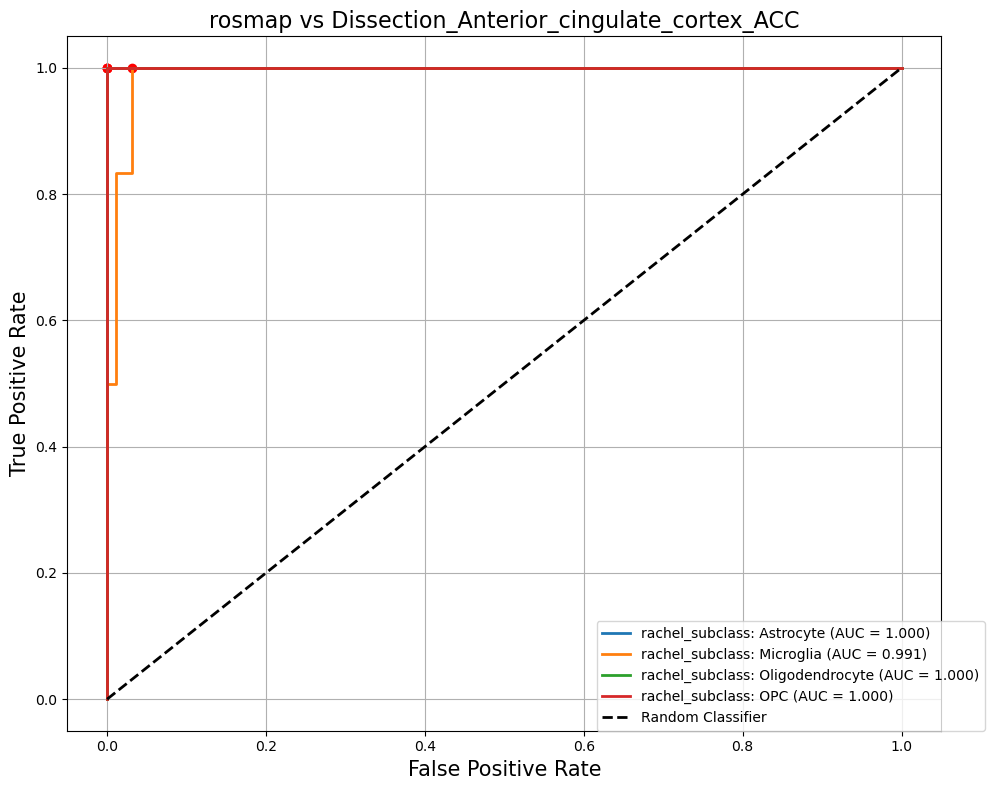 rosmap vs Dissection_Anterior_cingulate_cortex_ACC
True Positive Rate
1.0
0.8
0.6
0.4
0.2
0.0
0.0
0.2
0.4
0.6
0.8
1.0
False Positive Rate
rachel_subclass: Astrocyte (AUC = 1.000)
rachel_subclass: Microglia (AUC = 0.991)
rachel_subclass: Oligodendrocyte (AUC = 1.000)
rachel_subclass: OPC (AUC = 1.000)
Random Classifier